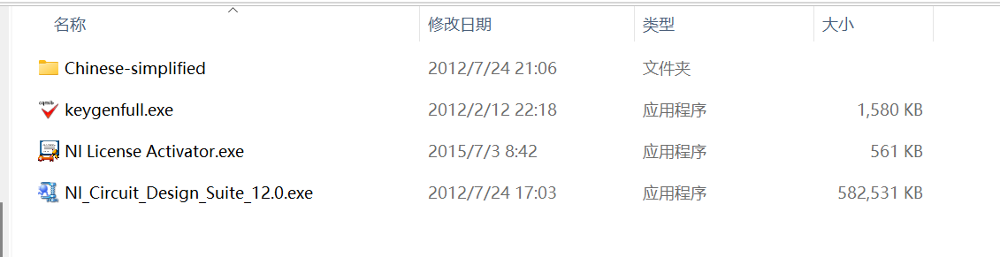 名称 修改日期 类型 大小
Chinese-simplified 2012/7/24 21:06 文件夹
cqmib
keygenfull.exe 2012/2/12 22:18 应用程序 1,580 KB
NI License Activator.exe 2015/7/3 8:42 应用程序 561 KB
NI_Circuit_Design_Suite_12.0.exe 2012/7/24 17:03 应用程序 582,531 KB